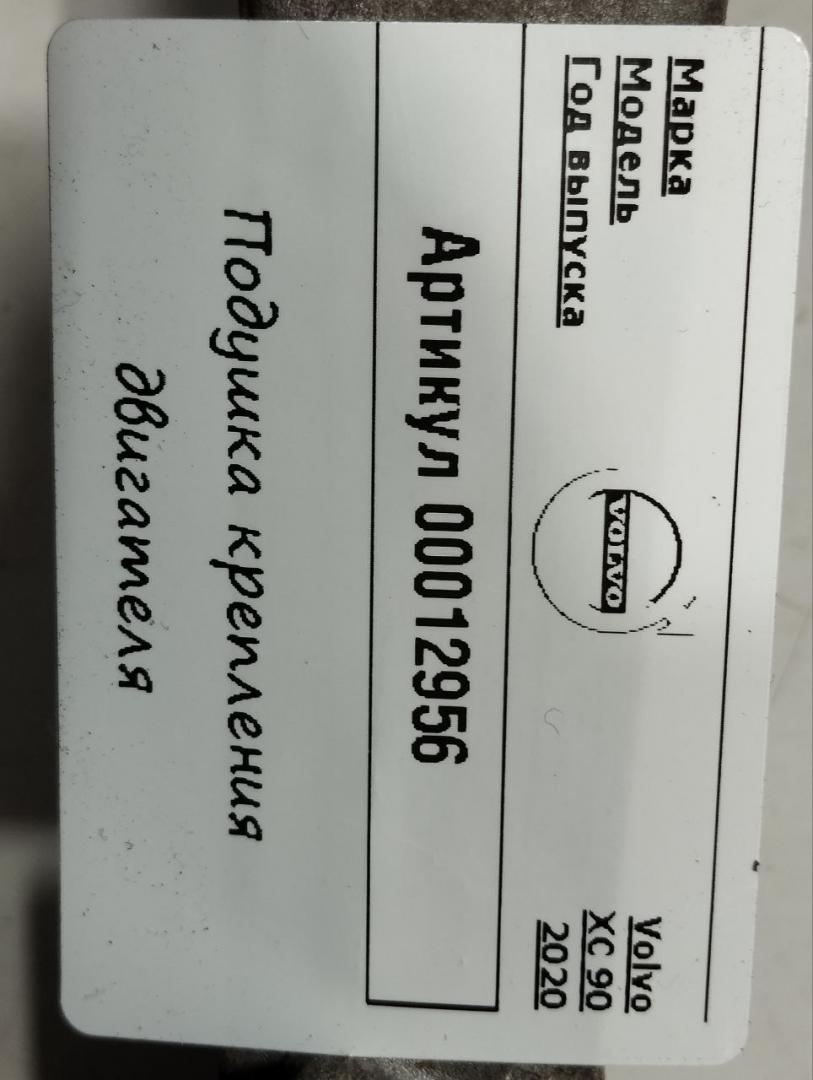 Марка Volvo
Модель XC 90
Год выпуска 2020
VOLVO
Артикул 00012956
Подушка крепления
двигателя